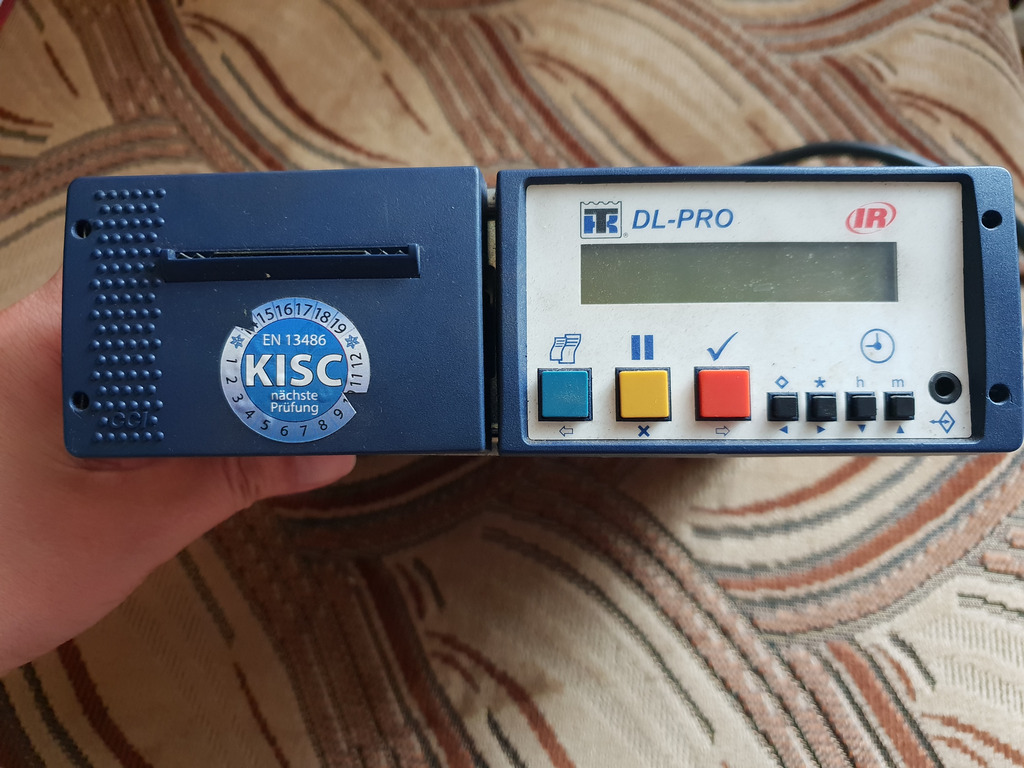 TK
DL-PRO
IR
h m
15 16 17 18 19
EN 13486
KISC
nächste
Prüfung
1 2 3 4 5 6 7 8 9 11 12